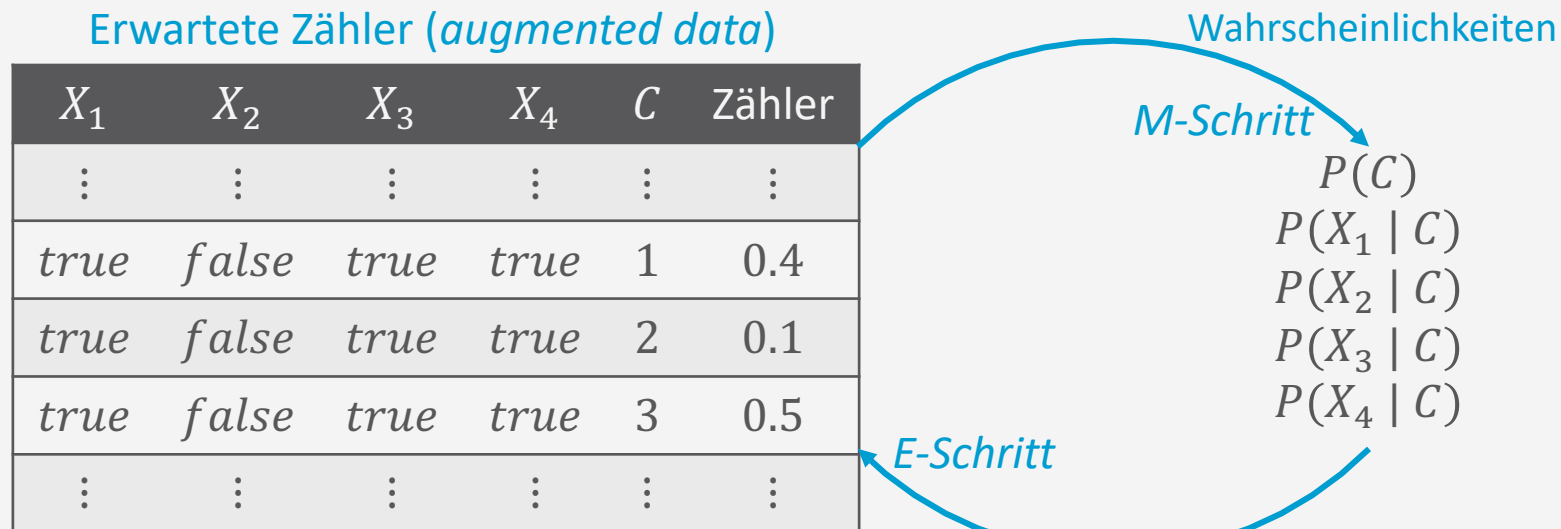 Erwartete Zähler (augmented data)
Wahrscheinlichkeiten
X₁ X₂ X₃ X₄ C Zähler
⋮ ⋮ ⋮ ⋮ ⋮ ⋮
true false true true 1 0.4
true false true true 2 0.1
true false true true 3 0.5
⋮ ⋮ ⋮ ⋮ ⋮ ⋮
M-Schritt
P(C)
P(X₁ | C)
P(X₂ | C)
P(X₃ | C)
P(X₄ | C)
E-Schritt